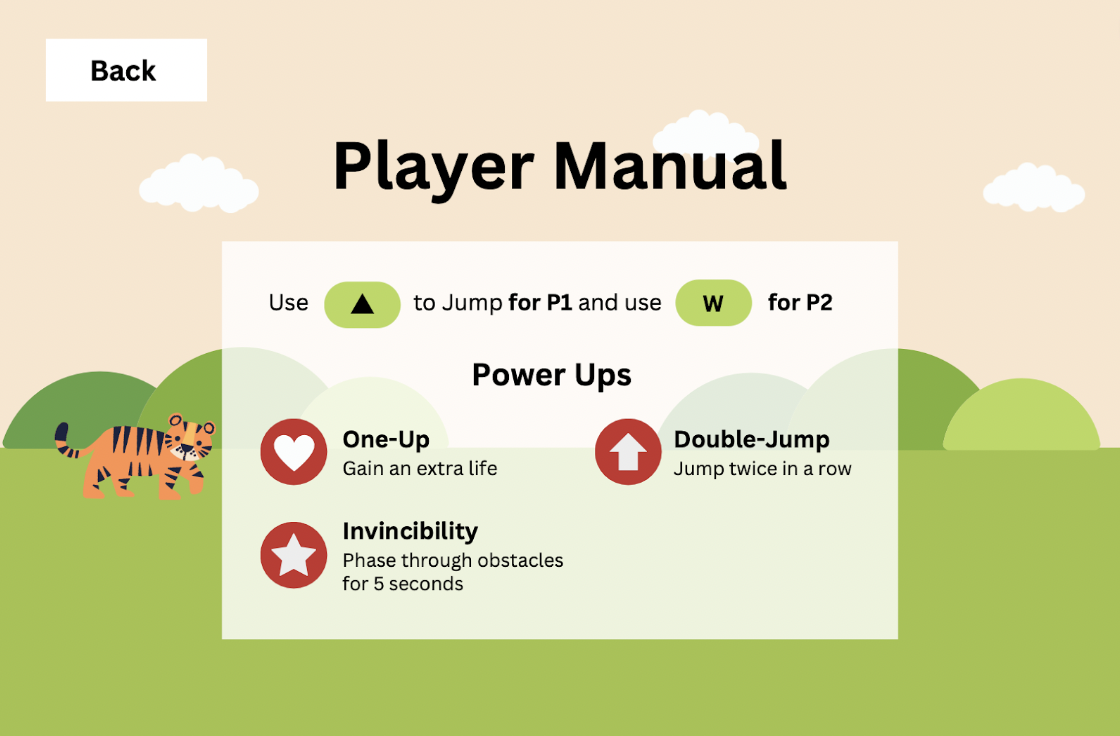 Back
Player Manual
Use ▲ to Jump for P1 and use W for P2
Power Ups
One-Up
Gain an extra life
Double-Jump
Jump twice in a row
Invincibility
Phase through obstacles
for 5 seconds